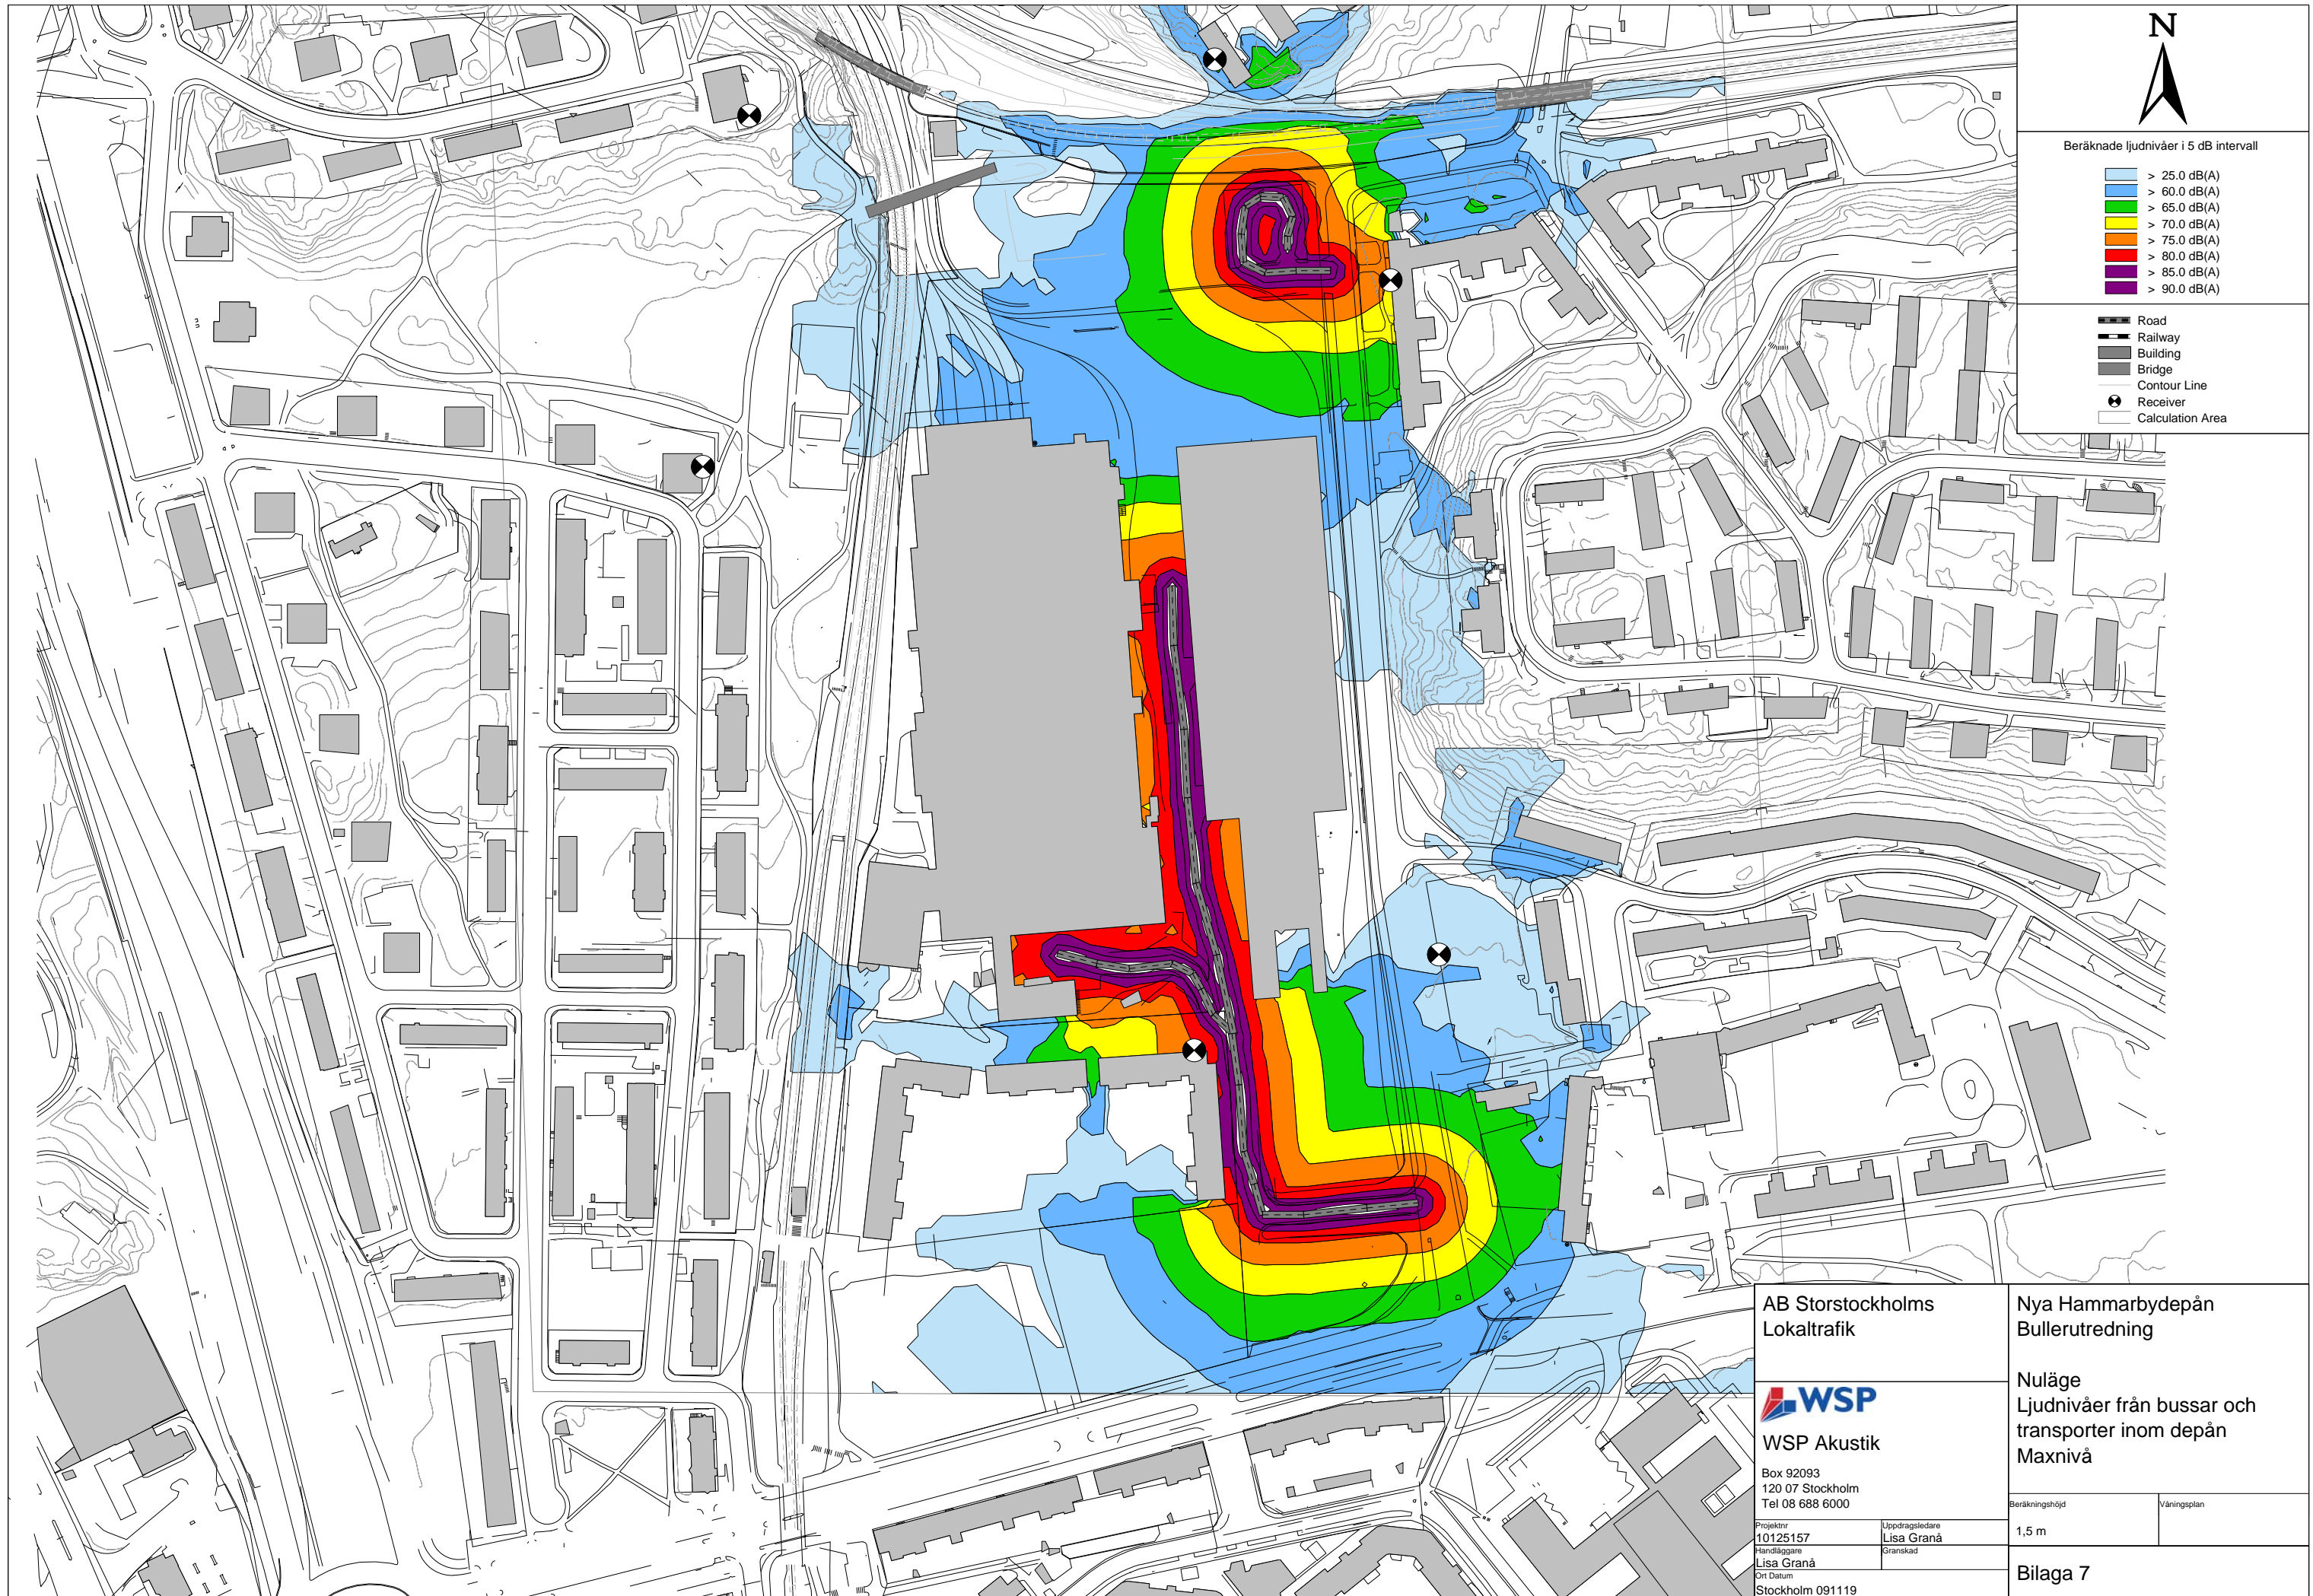 N
Beräknade ljudnivåer i 5 dB intervall
> 25.0 dB(A)
> 60.0 dB(A)
> 65.0 dB(A)
> 70.0 dB(A)
> 75.0 dB(A)
> 80.0 dB(A)
> 85.0 dB(A)
> 90.0 dB(A)
Road
Railway
Building
Bridge
Contour Line
Receiver
Calculation Area
AB Storstockholms
Lokaltrafik
WSP
WSP Akustik
Box 92093
120 07 Stockholm
Tel 08 688 6000
Projektnr
10125157
Uppdragsledare
Lisa Granå
Handläggare
Lisa Granå
Granskad
Ort Datum
Stockholm 091119
Nya Hammarbydepån
Bullerutredning
Nuläge
Ljudnivåer från bussar och
transporter inom depån
Maxnivå
Beräkningshöjd
1,5 m
Våningsplan
Bilaga 7